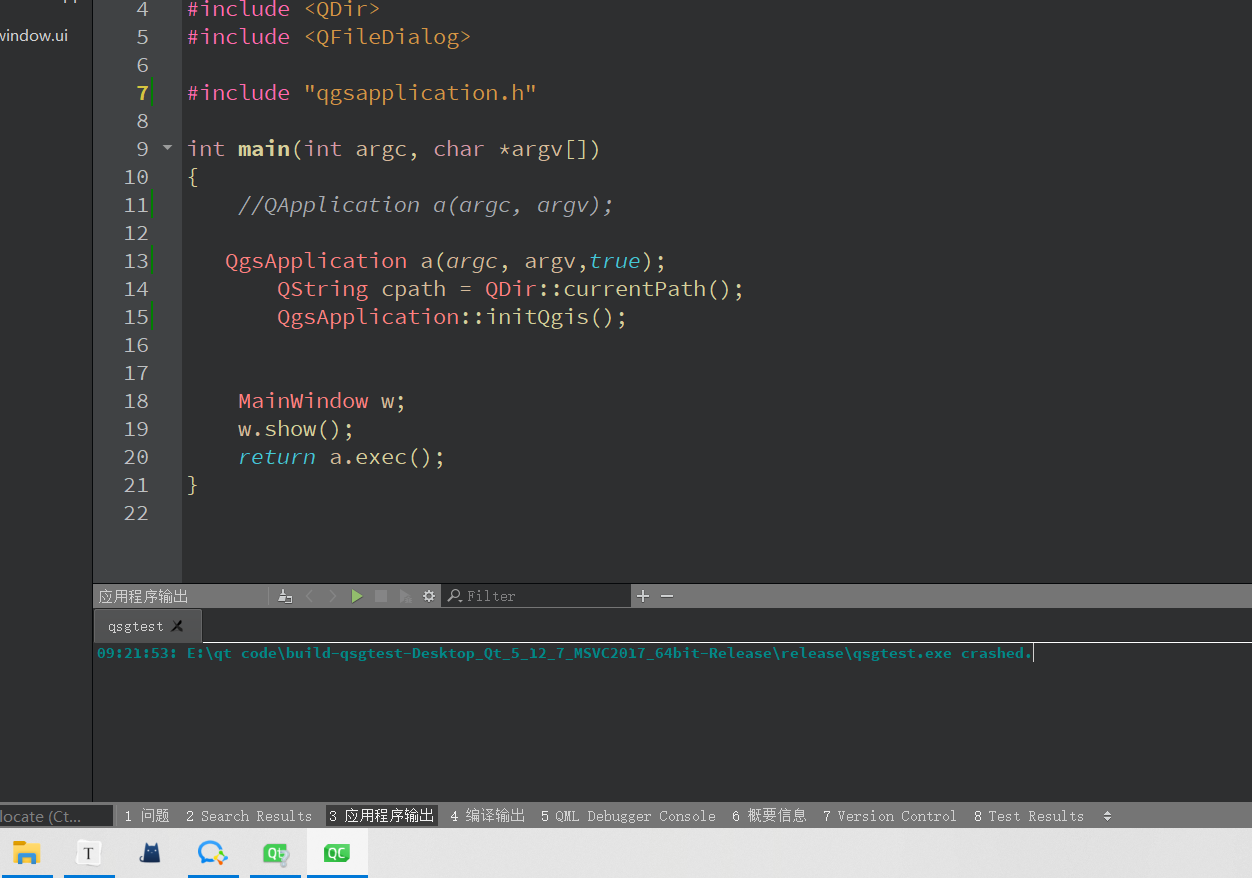 window.ui
4 #include <QDir>
5 #include <QFileDialog>
6
7 #include "qgsapplication.h"
8
9 int main(int argc, char *argv[])
10 {
11 //QApplication a(argc, argv);
12
13 QgsApplication a(argc, argv,true);
14 QString cpath = QDir::currentPath();
15 QgsApplication::initQgis();
16
17
18 MainWindow w;
19 w.show();
20 return a.exec();
21 }
22
应用程序输出 Filter
qsgtest
09:21:53: E:\qt code\build-qsgtest-Desktop_Qt_5_12_7_MSVC2017_64bit-Release\release\qsgtest.exe crashed.
locate (Ct... 1 问题 2 Search Results 3 应用程序输出 4 编译输出 5 QML Debugger Console 6 概要信息 7 Version Control 8 Test Results
T Qt QC